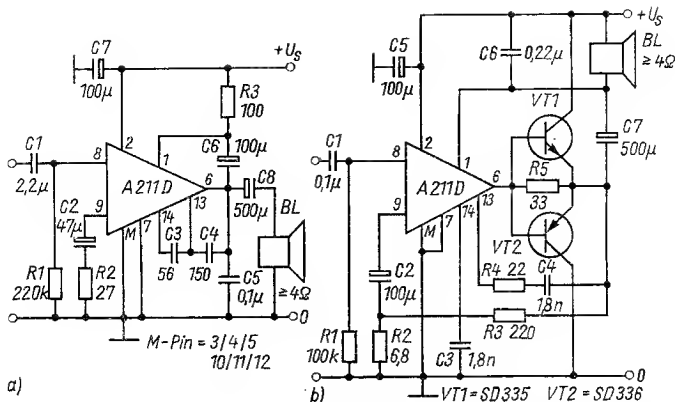 a)
C7
100µ
+Us
R3
100
2
1
100µ
C6
C1
2,2µ
8
A211D
6
C8
500µ
BL
9
C2
47µ
M
7
14
13
C3
56
C4
150
C5
0,1µ
≥4Ω
R1
220k
R2
27
0
M-Pin = 3/4/5
10/11/12
a)
b)
C5
100µ
+Us
C6
0,22µ
BL
≥4Ω
VT1
2
1
C7
500µ
C1
0,1µ
8
A211D
6
R5
33
9
M
7
14
13
VT2
C2
100µ
R4 22
C4
1,8n
R3 220
R1
100k
R2
6,8
C3
1,8n
0
b)
VT1 = SD335
VT2 = SD336